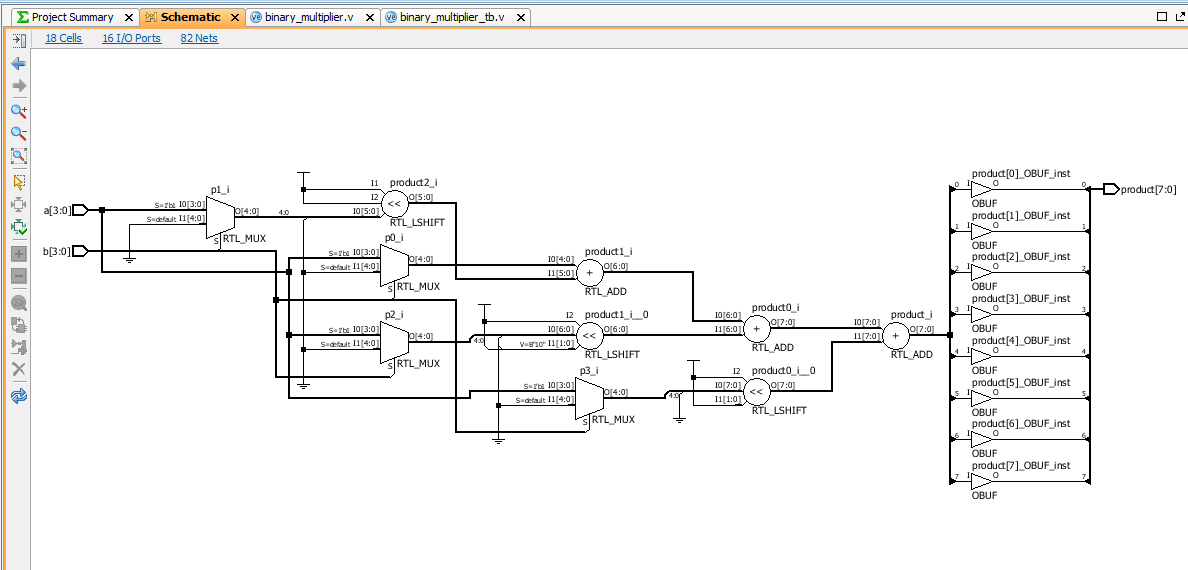 Project Summary
Schematic
binary_multiplier.v
binary_multiplier_tb.v
18 Cells
16 I/O Ports
82 Nets
a[3:0]
b[3:0]
p1_i
S=1'b1 I0[3:0]
S=default I1[4:0]
O[4:0]
S
RTL_MUX
4:0
product2_i
I1
I2
I0[5:0]
O[5:0]
<<
RTL_LSHIFT
p0_i
S=1'b1 I0[3:0]
S=default I1[4:0]
O[4:0]
S
RTL_MUX
product1_i
I0[4:0]
I1[5:0]
O[6:0]
+
RTL_ADD
p2_i
S=1'b1 I0[3:0]
S=default I1[4:0]
O[4:0]
S
RTL_MUX
4:0
product1_i__0
I2
I0[6:0]
V=B"10" I1[1:0]
O[6:0]
<<
RTL_LSHIFT
p3_i
S=1'b1 I0[3:0]
S=default I1[4:0]
O[4:0]
S
RTL_MUX
4:0
product0_i
I0[6:0]
I1[6:0]
O[7:0]
+
RTL_ADD
product0_i__0
I2
I0[7:0]
I1[1:0]
O[7:0]
<<
RTL_LSHIFT
product_i
I0[7:0]
I1[7:0]
O[7:0]
+
RTL_ADD
product[0]_OBUF_inst
0 I O 0
OBUF
product[1]_OBUF_inst
1 I O 1
OBUF
product[2]_OBUF_inst
2 I O 2
OBUF
product[3]_OBUF_inst
3 I O 3
OBUF
product[4]_OBUF_inst
4 I O 4
OBUF
product[5]_OBUF_inst
5 I O 5
OBUF
product[6]_OBUF_inst
6 I O 6
OBUF
product[7]_OBUF_inst
7 I O 7
OBUF
product[7:0]